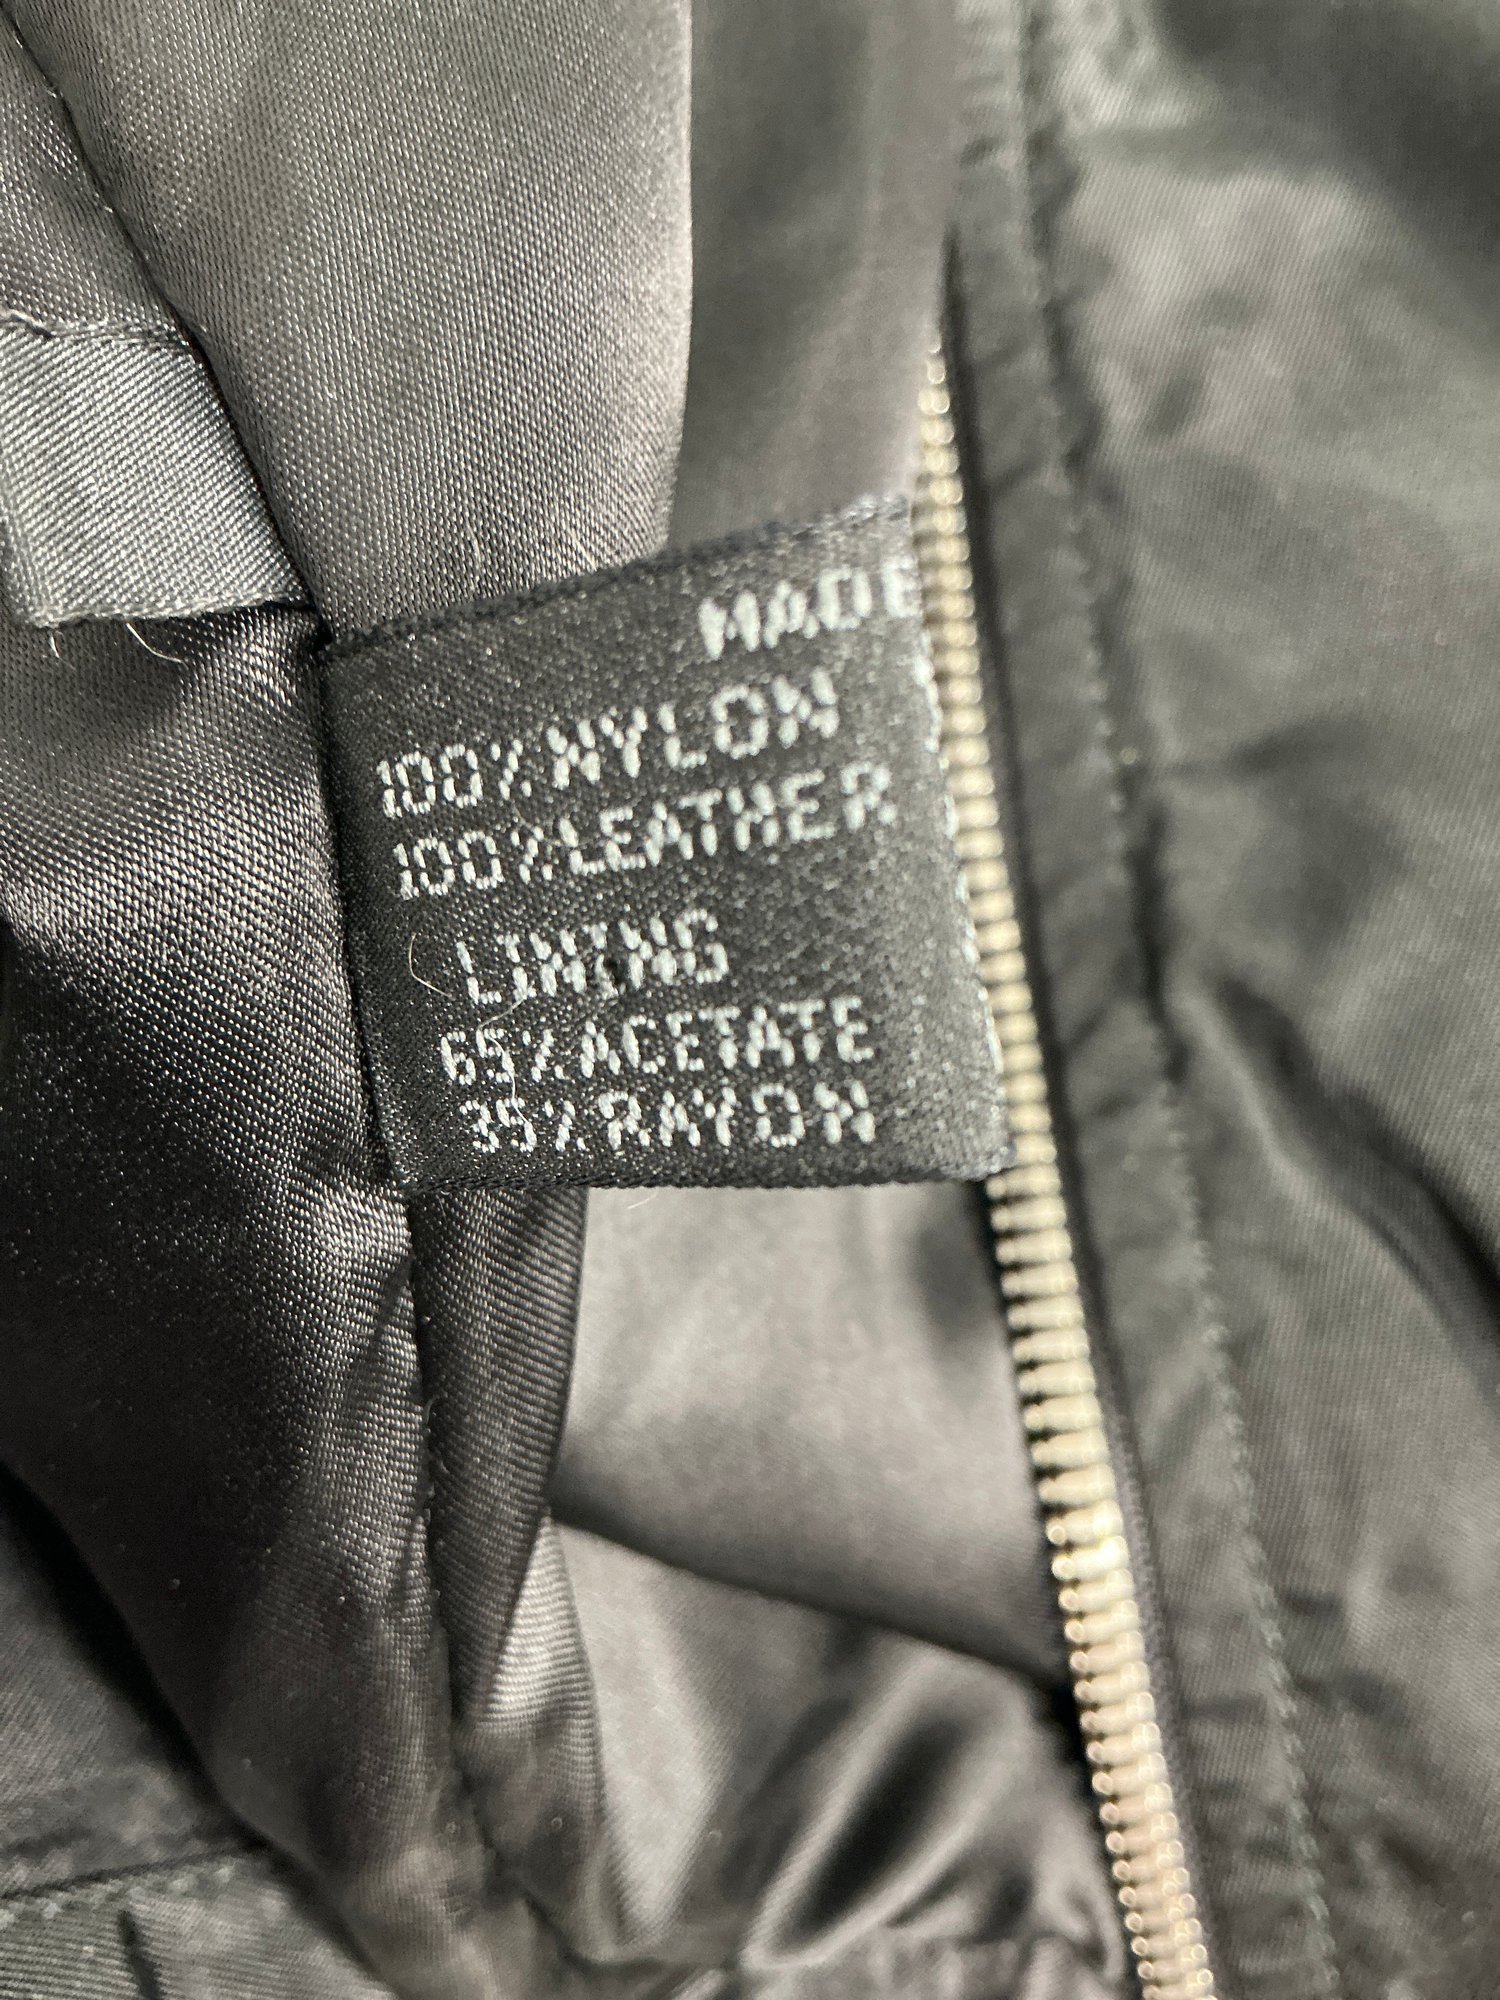 MADE
100%NYLON
100%LEATHER
LINING
65%ACETATE
35%RAYON